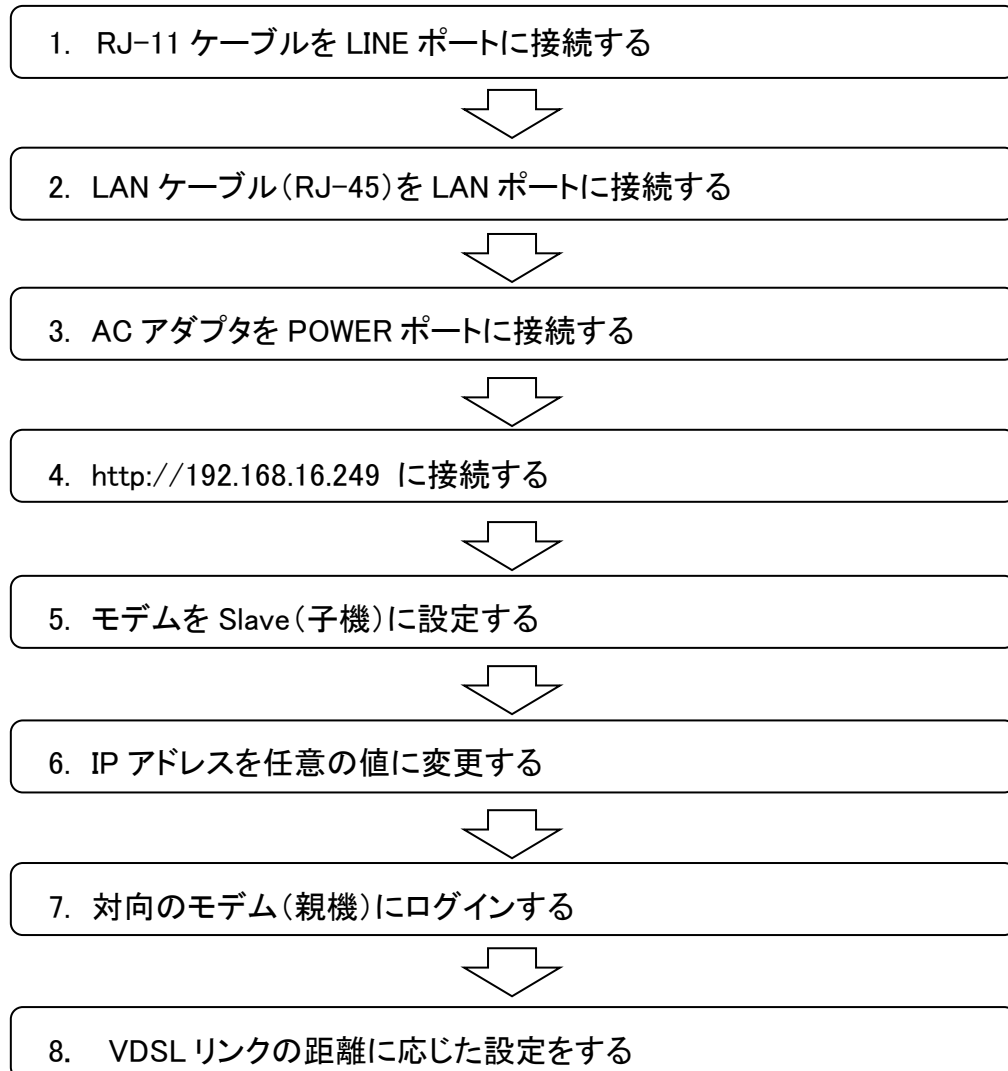 1. RJ-11 ケーブルを LINE ポートに接続する
2. LAN ケーブル（RJ-45）を LAN ポートに接続する
3. AC アダプタを POWER ポートに接続する
4. http://192.168.16.249 に接続する
5. モデムを Slave（子機）に設定する
6. IP アドレスを任意の値に変更する
7. 対向のモデム（親機）にログインする
8. VDSL リンクの距離に応じた設定をする